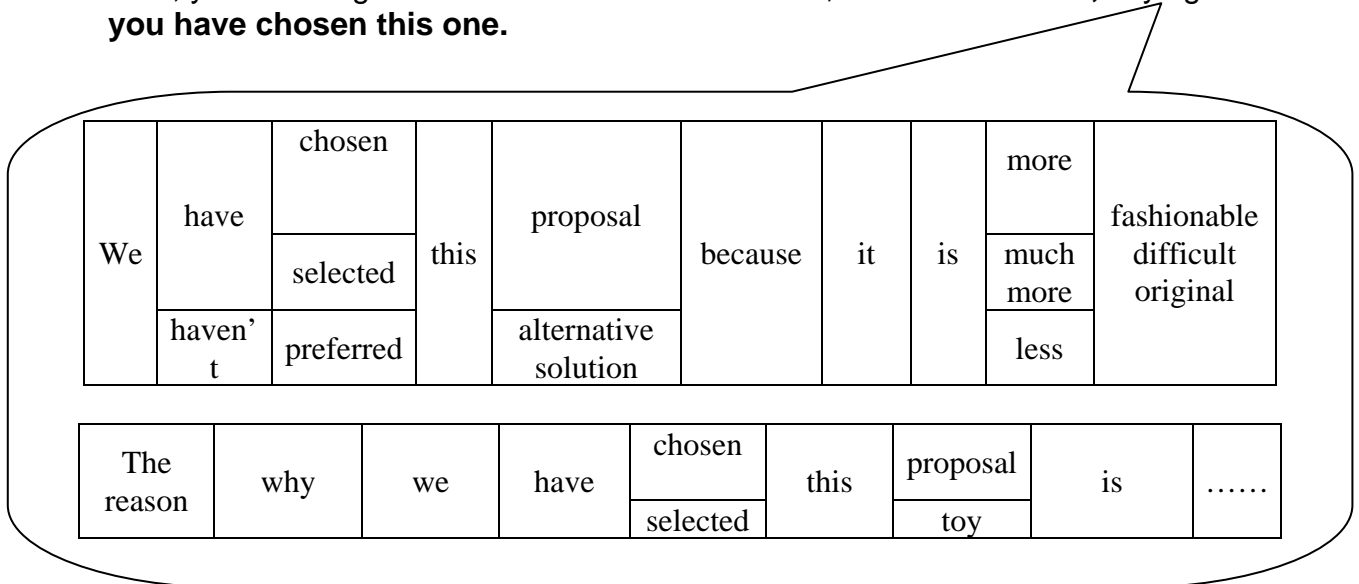 you have chosen this one.
We
have
haven'
t
chosen
selected
preferred
this
proposal
alternative
solution
because
it
is
more
much
more
less
fashionable
difficult
original
The
reason
why
we
have
chosen
selected
this
proposal
toy
is
……